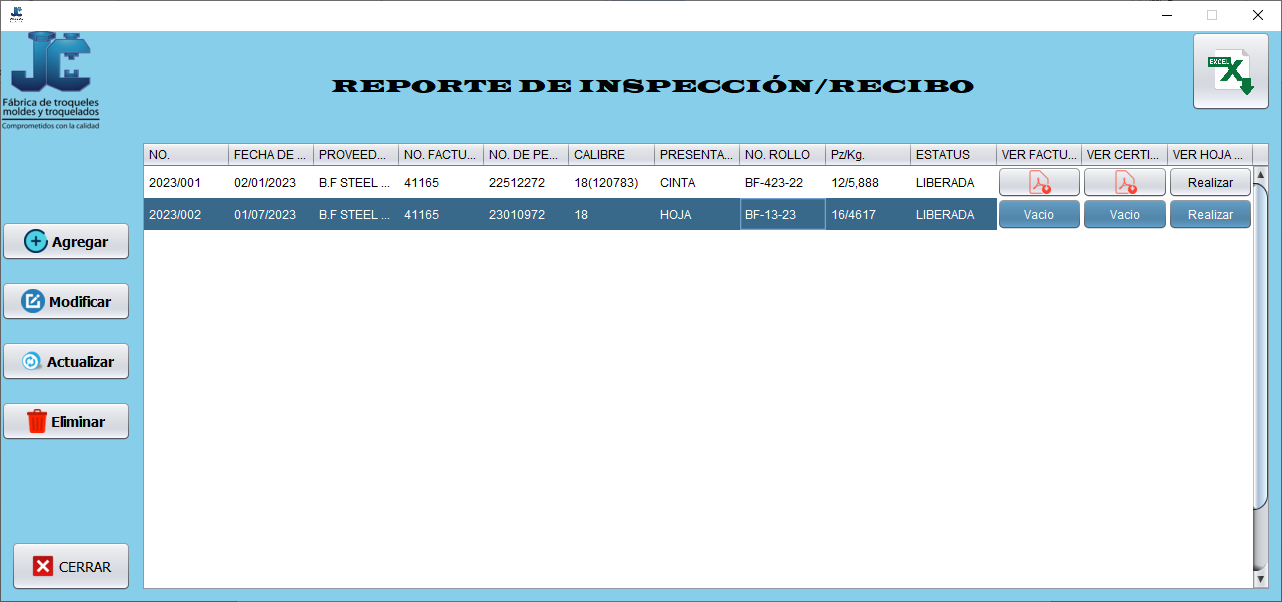 JC
Fábrica de troqueles
moldes y troquelados
Comprometidos con la calidad
REPORTE DE INSPECCIÓN/RECIBO
EXCEL
NO. FECHA DE ... PROVEED... NO. FACTU... NO. DE PE... CALIBRE PRESENTA... NO. ROLLO Pz/Kg. ESTATUS VER FACTU... VER CERTI... VER HOJA ...
2023/001 02/01/2023 B.F STEEL ... 41165 22512272 18(120783) CINTA BF-423-22 12/5,888 LIBERADA Realizar
2023/002 01/07/2023 B.F STEEL ... 41165 23010972 18 HOJA BF-13-23 16/4617 LIBERADA Vacio Vacio Realizar
Agregar
Modificar
Actualizar
Eliminar
CERRAR